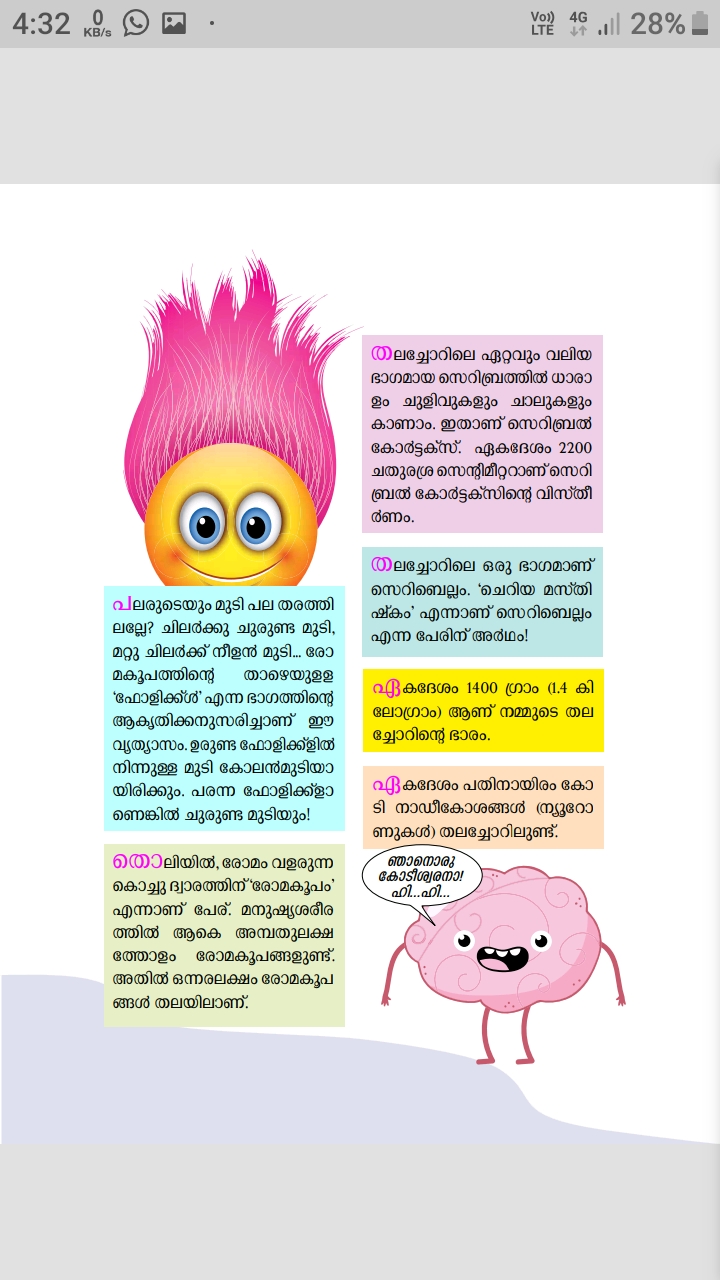 4:32
0
KB/s
Vo))
LTE
4G
28%
പലരുടെയും മുടി പല തരത്തി
ലല്ലേ? ചിലർക്കു ചുരുണ്ട മുടി,
മറ്റു ചിലർക്ക് നീളൻ മുടി... രോ
മകൂപത്തിന്റെ താഴെയുളള
‘ഫോളിക്ക്ൾ’ എന്ന ഭാഗത്തിന്റെ
ആകൃതിക്കനുസരിച്ചാണ് ഈ
വ്യത്യാസം. ഉരുണ്ട ഫോളിക്ക്ളിൽ
നിന്നുള്ള മുടി കോലൻമുടിയാ
യിരിക്കും. പരന്ന ഫോളിക്ക്ളാ
ണെങ്കിൽ ചുരുണ്ട മുടിയും!
തൊലിയിൽ, രോമം വളരുന്ന
കൊച്ചു ദ്വാരത്തിന് ‘രോമകൂപം’
എന്നാണ് പേര്. മനുഷ്യശരീര
ത്തിൽ ആകെ അമ്പതുലക്ഷ
ത്തോളം രോമകൂപങ്ങളുണ്ട്.
അതിൽ ഒന്നരലക്ഷം രോമകൂപ
ങ്ങൾ തലയിലാണ്.
തലച്ചോറിലെ ഏറ്റവും വലിയ
ഭാഗമായ സെറിബ്രത്തിൽ ധാരാ
ളം ചുളിവുകളും ചാലുകളും
കാണാം. ഇതാണ് സെറിബ്രൽ
കോർട്ടക്സ്. ഏകദേശം 2200
ചതുരശ്ര സെന്റിമീറ്ററാണ് സെറി
ബ്രൽ കോർട്ടക്സിന്റെ വിസ്തീ
ർണം.
തലച്ചോറിലെ ഒരു ഭാഗമാണ്
സെറിബെല്ലം. ‘ചെറിയ മസ്തി
ഷ്കം’ എന്നാണ് സെറിബെല്ലം
എന്ന പേരിന് അർഥം!
ഏകദേശം 1400 ഗ്രാം (1.4 കി
ലോഗ്രാം) ആണ് നമ്മുടെ തല
ച്ചോറിന്റെ ഭാരം.
ഏകദേശം പതിനായിരം കോ
ടി നാഡീകോശങ്ങൾ (ന്യൂറോ
ണുകൾ) തലച്ചോറിലുണ്ട്.
ഞാനൊരു
കോടീശ്വരനാ!
ഹി...ഹി...